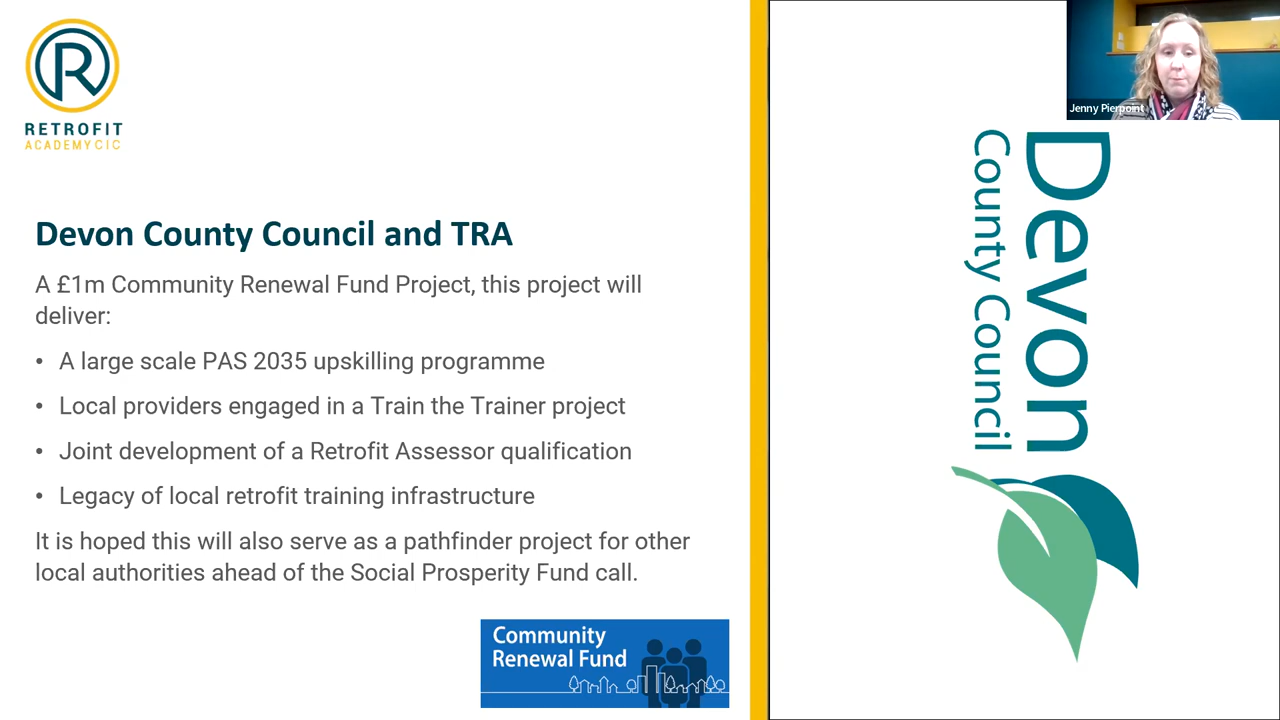 RETROFIT
ACADEMY CIC
Devon County Council and TRA
A £1m Community Renewal Fund Project, this project will
deliver:
• A large scale PAS 2035 upskilling programme
• Local providers engaged in a Train the Trainer project
• Joint development of a Retrofit Assessor qualification
• Legacy of local retrofit training infrastructure
It is hoped this will also serve as a pathfinder project for other
local authorities ahead of the Social Prosperity Fund call.
Community
Renewal Fund
Jenny Pierpoint
Devon
County Council